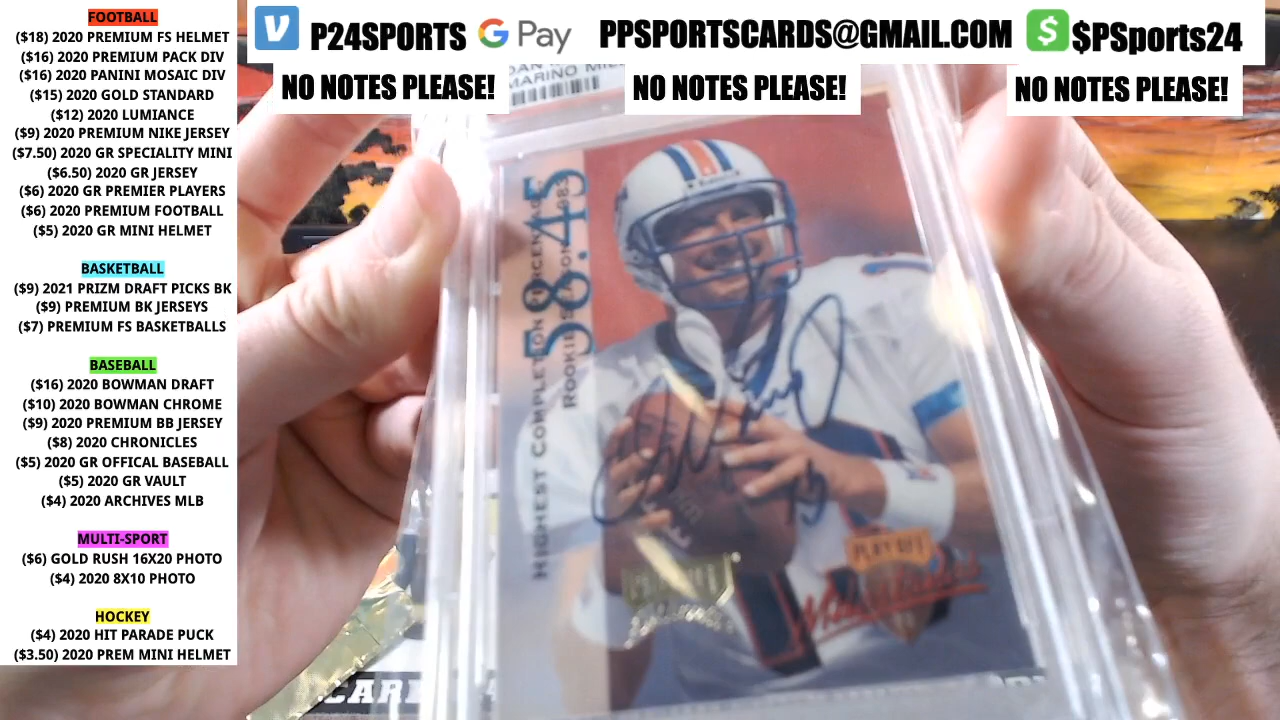 FOOTBALL
($18) 2020 PREMIUM FS HELMET
($16) 2020 PREMIUM PACK DIV
($16) 2020 PANINI MOSAIC DIV
($15) 2020 GOLD STANDARD
($12) 2020 LUMIANCE
($9) 2020 PREMIUM NIKE JERSEY
($7.50) 2020 GR SPECIALITY MINI
($6.50) 2020 GR JERSEY
($6) 2020 GR PREMIER PLAYERS
($6) 2020 PREMIUM FOOTBALL
($5) 2020 GR MINI HELMET
BASKETBALL
($9) 2021 PRIZM DRAFT PICKS BK
($9) PREMIUM BK JERSEYS
($7) PREMIUM FS BASKETBALLS
BASEBALL
($16) 2020 BOWMAN DRAFT
($10) 2020 BOWMAN CHROME
($9) 2020 PREMIUM BB JERSEY
($8) 2020 CHRONICLES
($5) 2020 GR OFFICAL BASEBALL
($5) 2020 GR VAULT
($4) 2020 ARCHIVES MLB
MULTI-SPORT
($6) GOLD RUSH 16X20 PHOTO
($4) 2020 8X10 PHOTO
HOCKEY
($4) 2020 HIT PARADE PUCK
($3.50) 2020 PREM MINI HELMET
P24SPORTS
G Pay
PPSPORTSCARDS@GMAIL.COM
$PSports24
NO NOTES PLEASE!
NO NOTES PLEASE!
NO NOTES PLEASE!
MARINO MIL
58.45
HIGHEST COMPLETION PERCENTAGE
ROOKIE SEASON
PLAYOFF